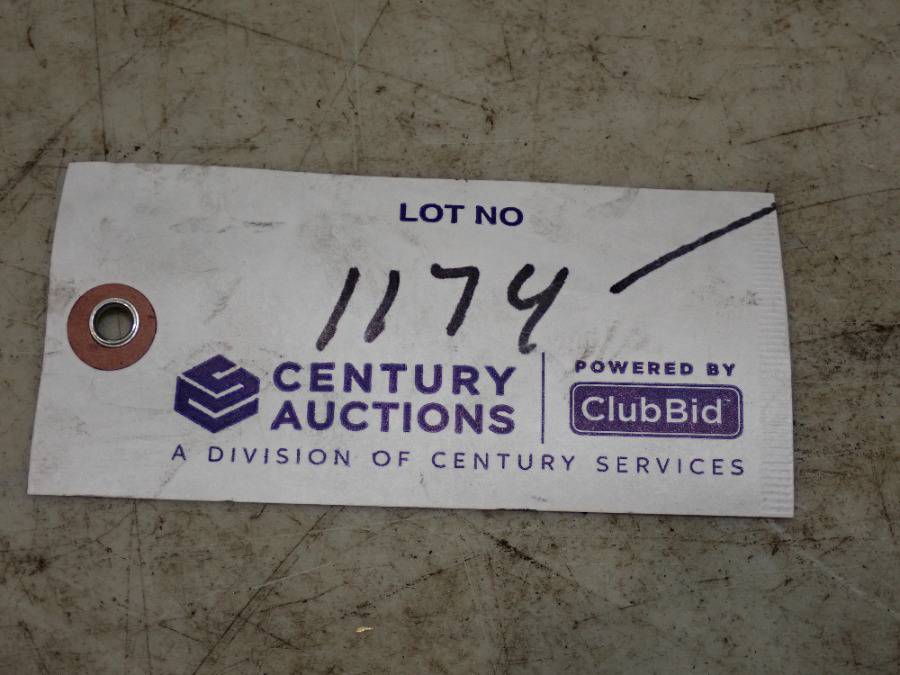 LOT NO
1174
CENTURY
AUCTIONS
POWERED BY
ClubBid
A DIVISION OF CENTURY SERVICES